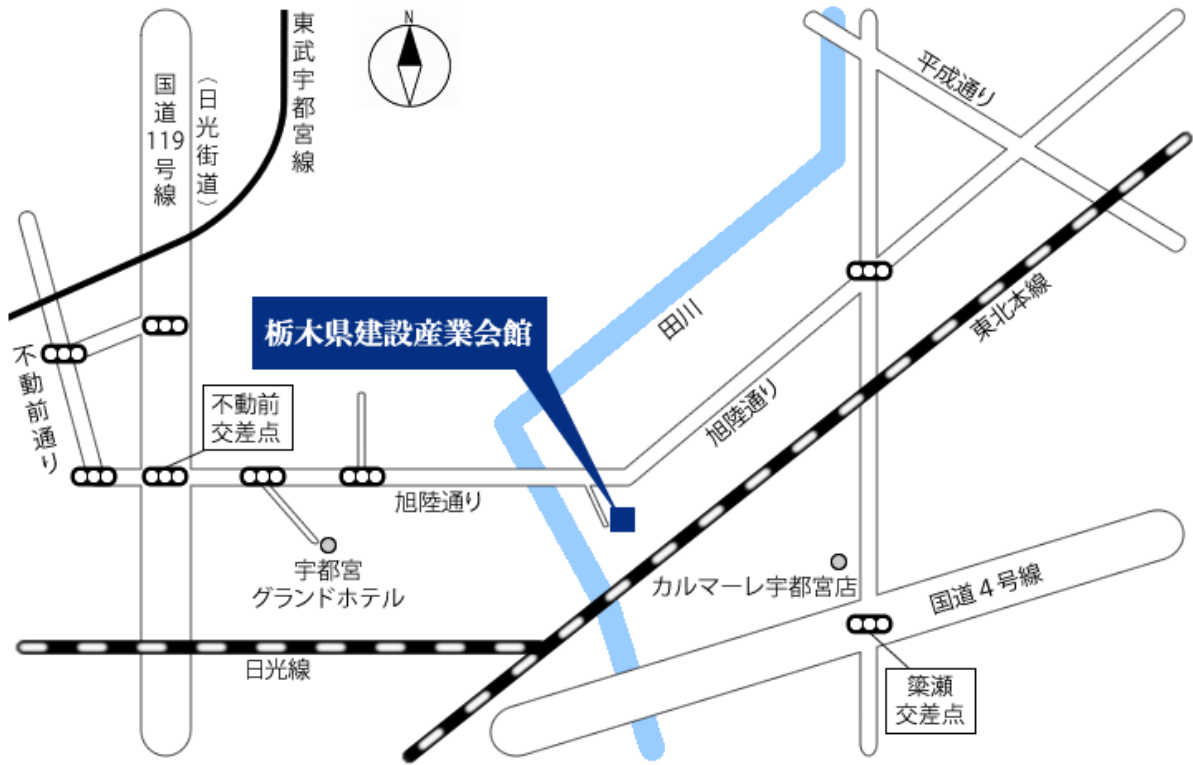 N
東武宇都宮線
国道119号線
（日光街道）
平成通り
田川
東北本線
栃木県建設産業会館
不動前通り
不動前
交差点
旭陸通り
旭陸通り
宇都宮
グランドホテル
カルマーレ宇都宮店
国道4号線
日光線
簗瀬
交差点